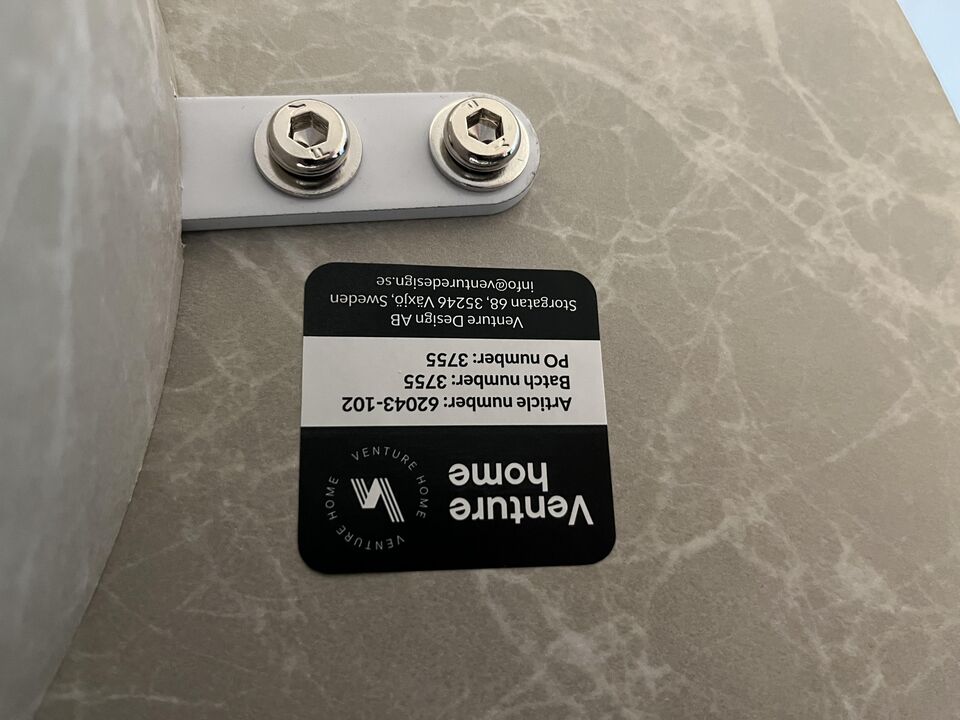 Venture
home
VENTURE HOME
VENTURE HOME
Article number: 62043-102
Batch number: 3755
PO number: 3755
Venture Design AB
Storgatan 68, 35246 Växjö, Sweden
info@venturedesign.se